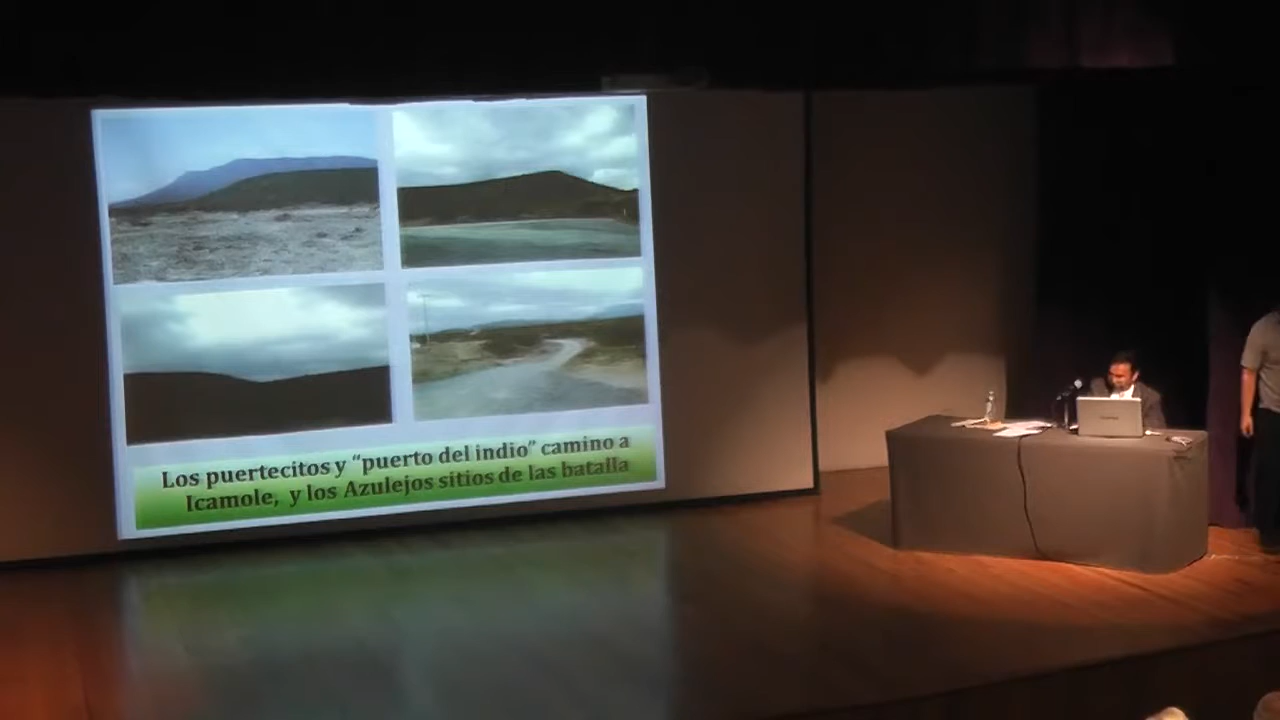 Los puertecitos y “puerto del indio” camino a
Icamole, y los Azulejos sitios de las batalla